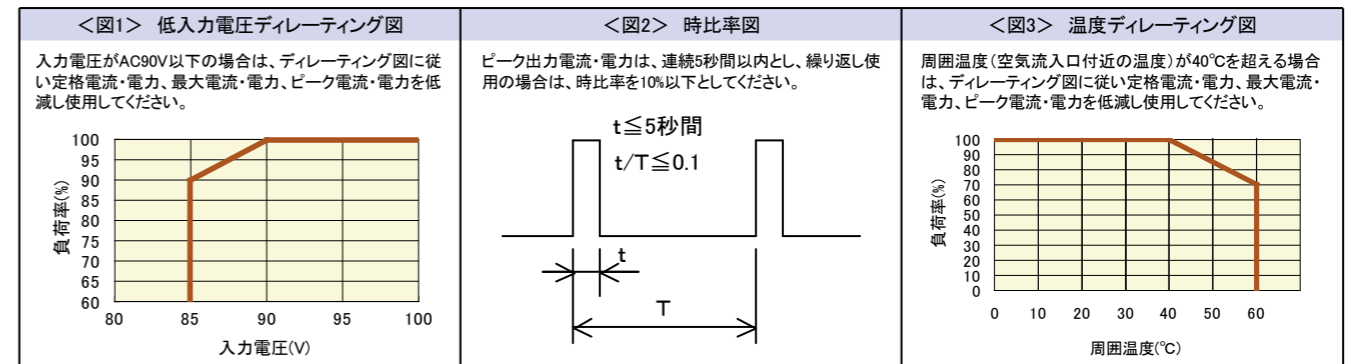 <図1> 低入力電圧ディレーティング図
入力電圧がAC90V以下の場合は、ディレーティング図に従
い定格電流・電力、最大電流・電力、ピーク電流・電力を低
減し使用してください。
負荷率(%)
100
95
90
85
80
75
70
65
60
80 85 90 95 100
入力電圧(V)
<図2> 時比率図
ピーク出力電流・電力は、連続5秒間以内とし、繰り返し使
用の場合は、時比率を10%以下としてください。
t≦5秒間
t/T≦0.1
t
T
<図3> 温度ディレーティング図
周囲温度(空気流入口付近の温度)が40℃を超える場合
は、ディレーティング図に従い定格電流・電力、最大電流・
電力、ピーク電流・電力を低減し使用してください。
負荷率(%)
100
90
80
70
60
50
40
30
20
10
0
0 10 20 30 40 50 60
周囲温度(℃)